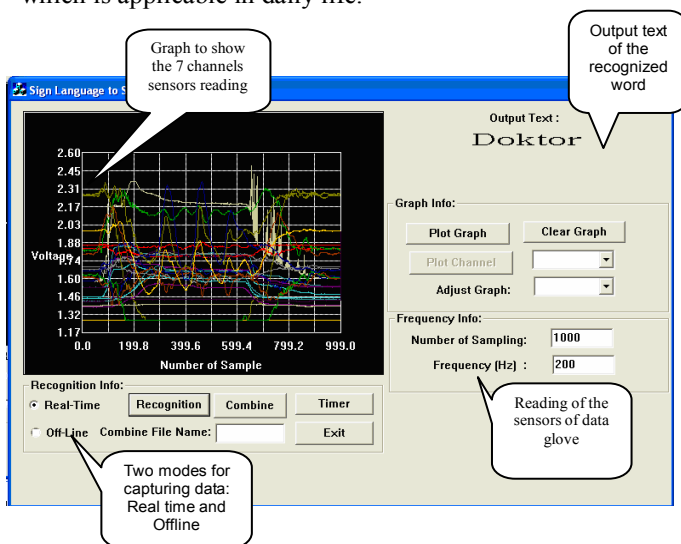 which is applicable in daily life.
Graph to show
the 7 channels
sensors reading
Output text
of the
recognized
word
Sign Language to S
Output Text :
Doktor
2.60
2.45
2.31
2.17
2.03
1.88
Voltage 1.74
1.60
1.46
1.32
1.17
0.0 199.8 399.6 599.4 799.2 999.0
Number of Sample
Graph Info:
Plot Graph Clear Graph
Plot Channel
Adjust Graph:
Frequency Info:
Number of Sampling: 1000
Frequency (Hz) : 200
Recognition Info:
Real-Time Recognition Combine Timer
Off-Line Combine File Name: Exit
Reading of the
sensors of data
glove
Two modes for
capturing data:
Real time and
Offline